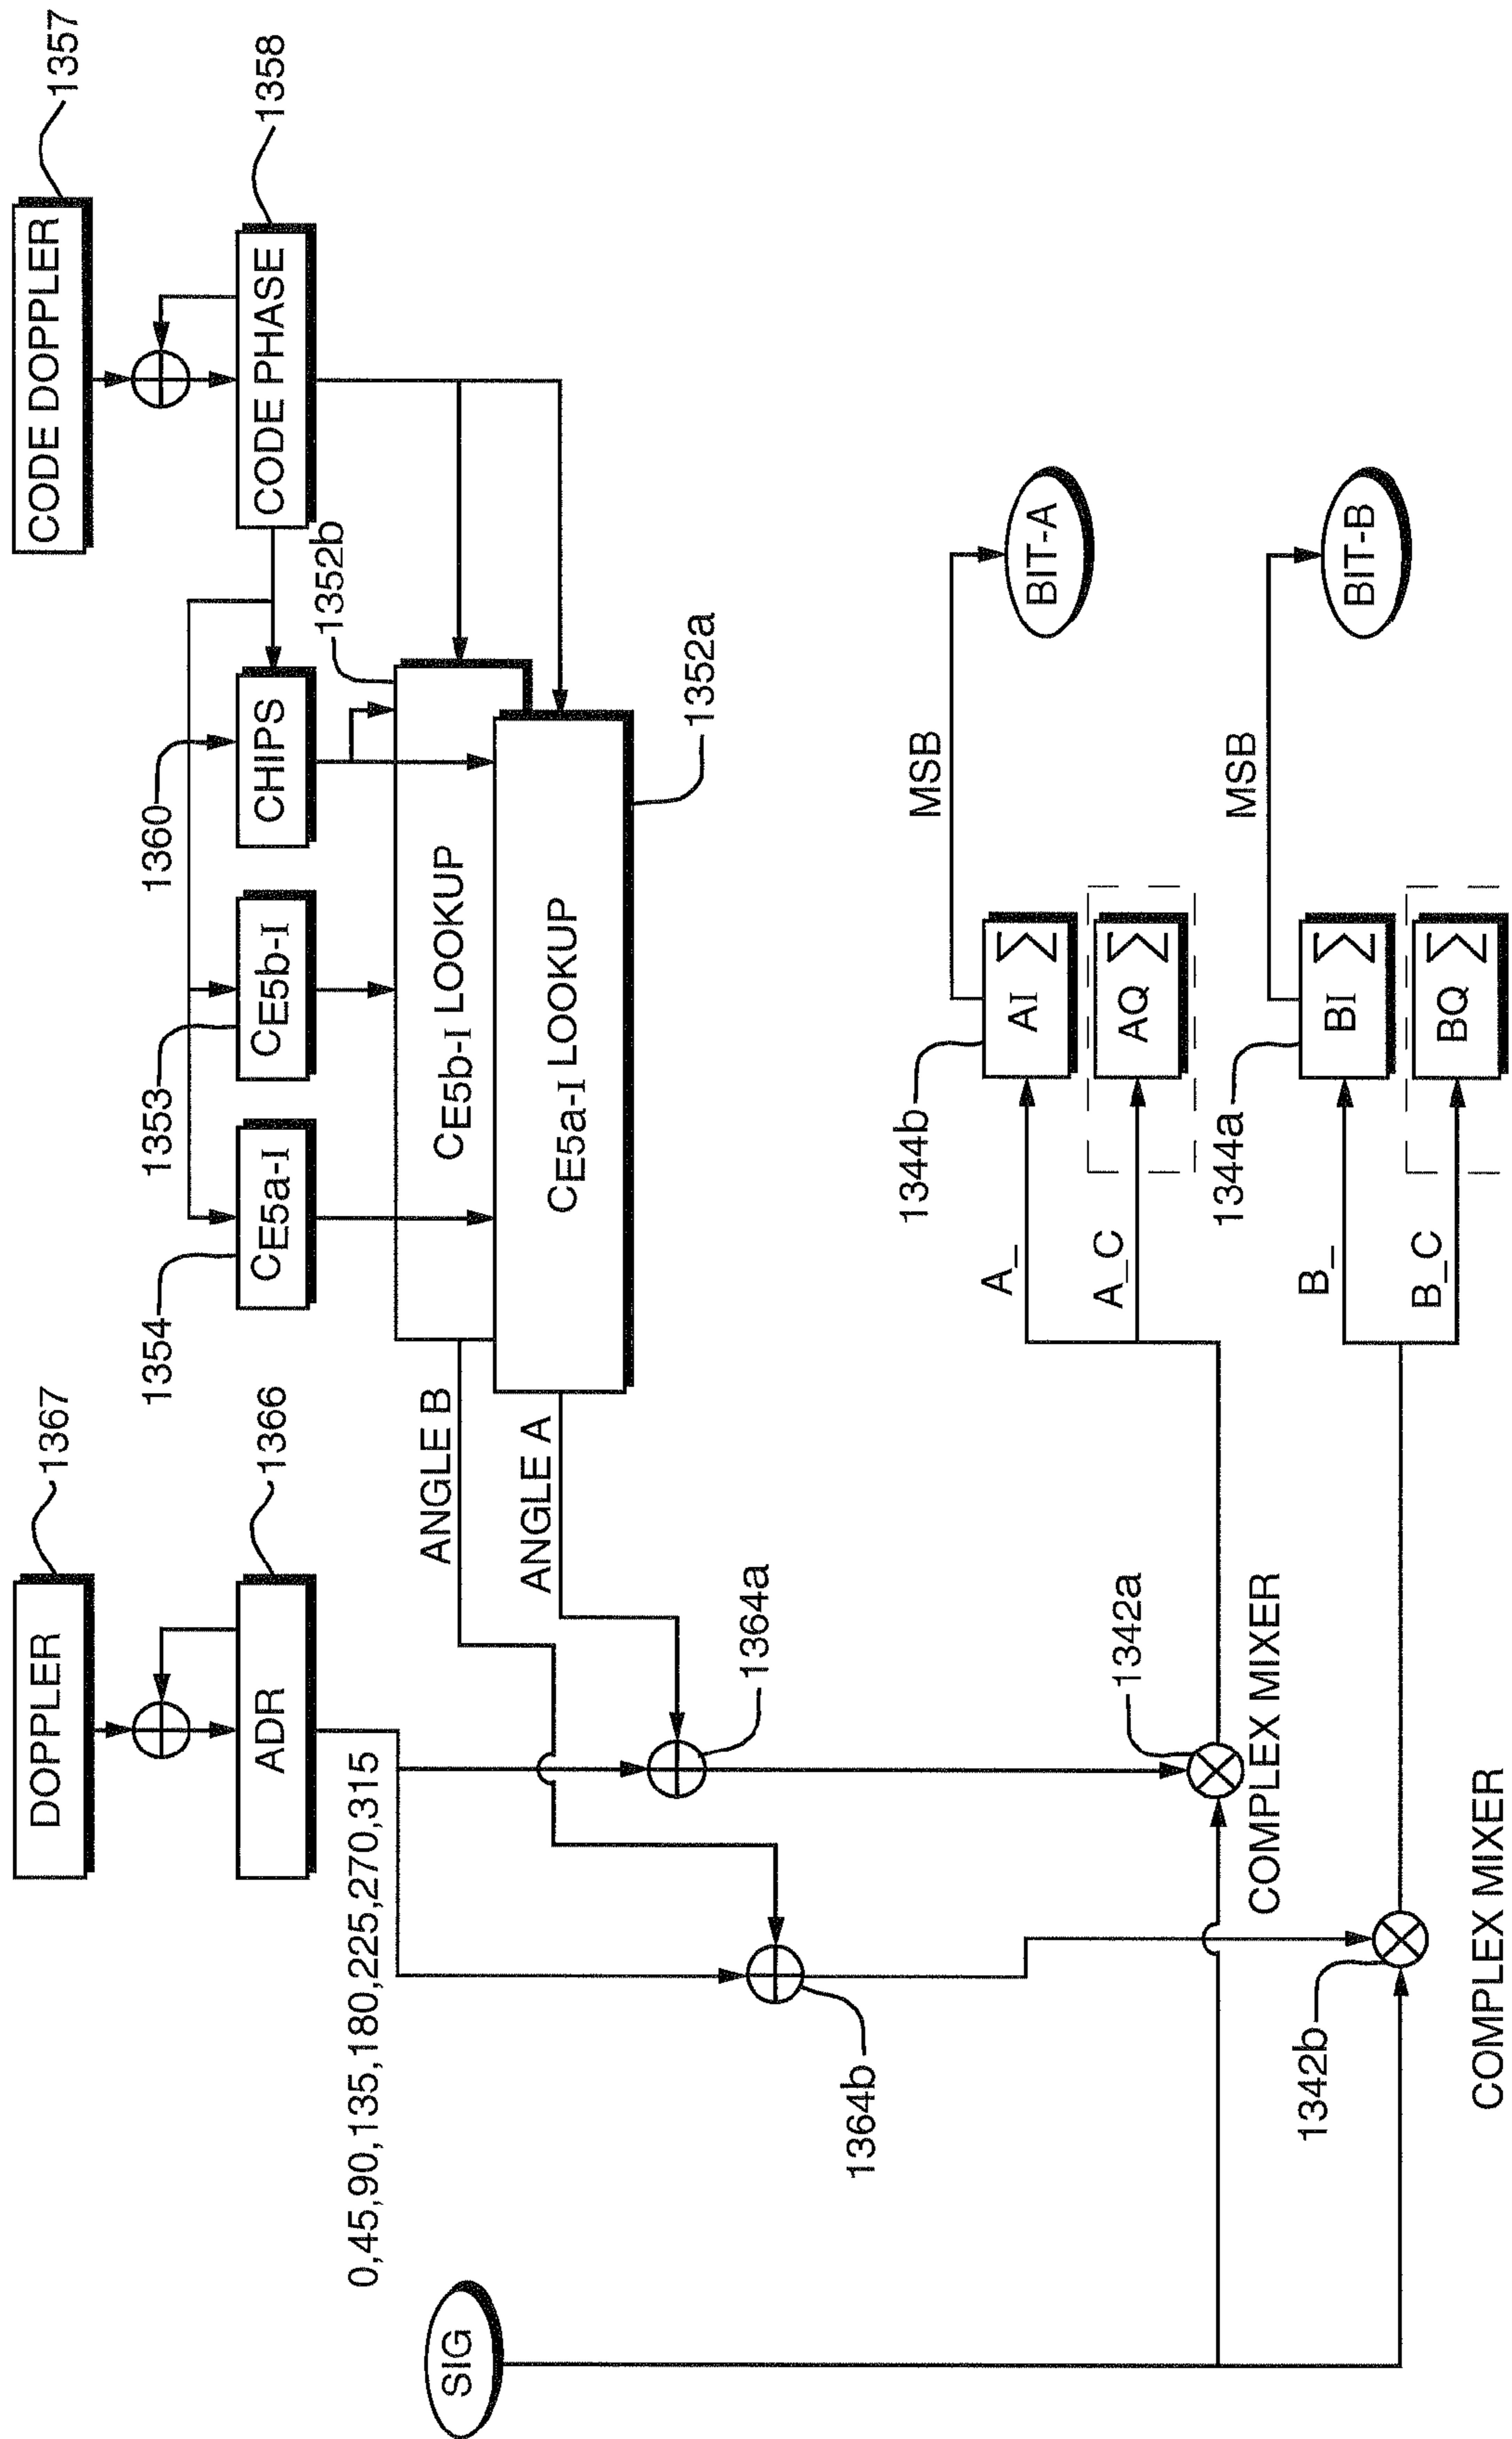 DOPPLER
1367
CODE DOPPLER
1357
ADR
1366
CODE PHASE
1358
1354
1353
1360
CE5a-I
CE5b-I
CHIPS
1352b
0,45,90,135,180,225,270,315
SIG
ANGLE B
CE5b-I LOOKUP
ANGLE A
CE5a-I LOOKUP
1352a
1364a
1364b
MSB
1344b
A_
AI Σ
BIT-A
A_C
AQ Σ
1342a
COMPLEX MIXER
MSB
1344a
B_
BI Σ
BIT-B
B_C
BQ Σ
1342b
COMPLEX MIXER